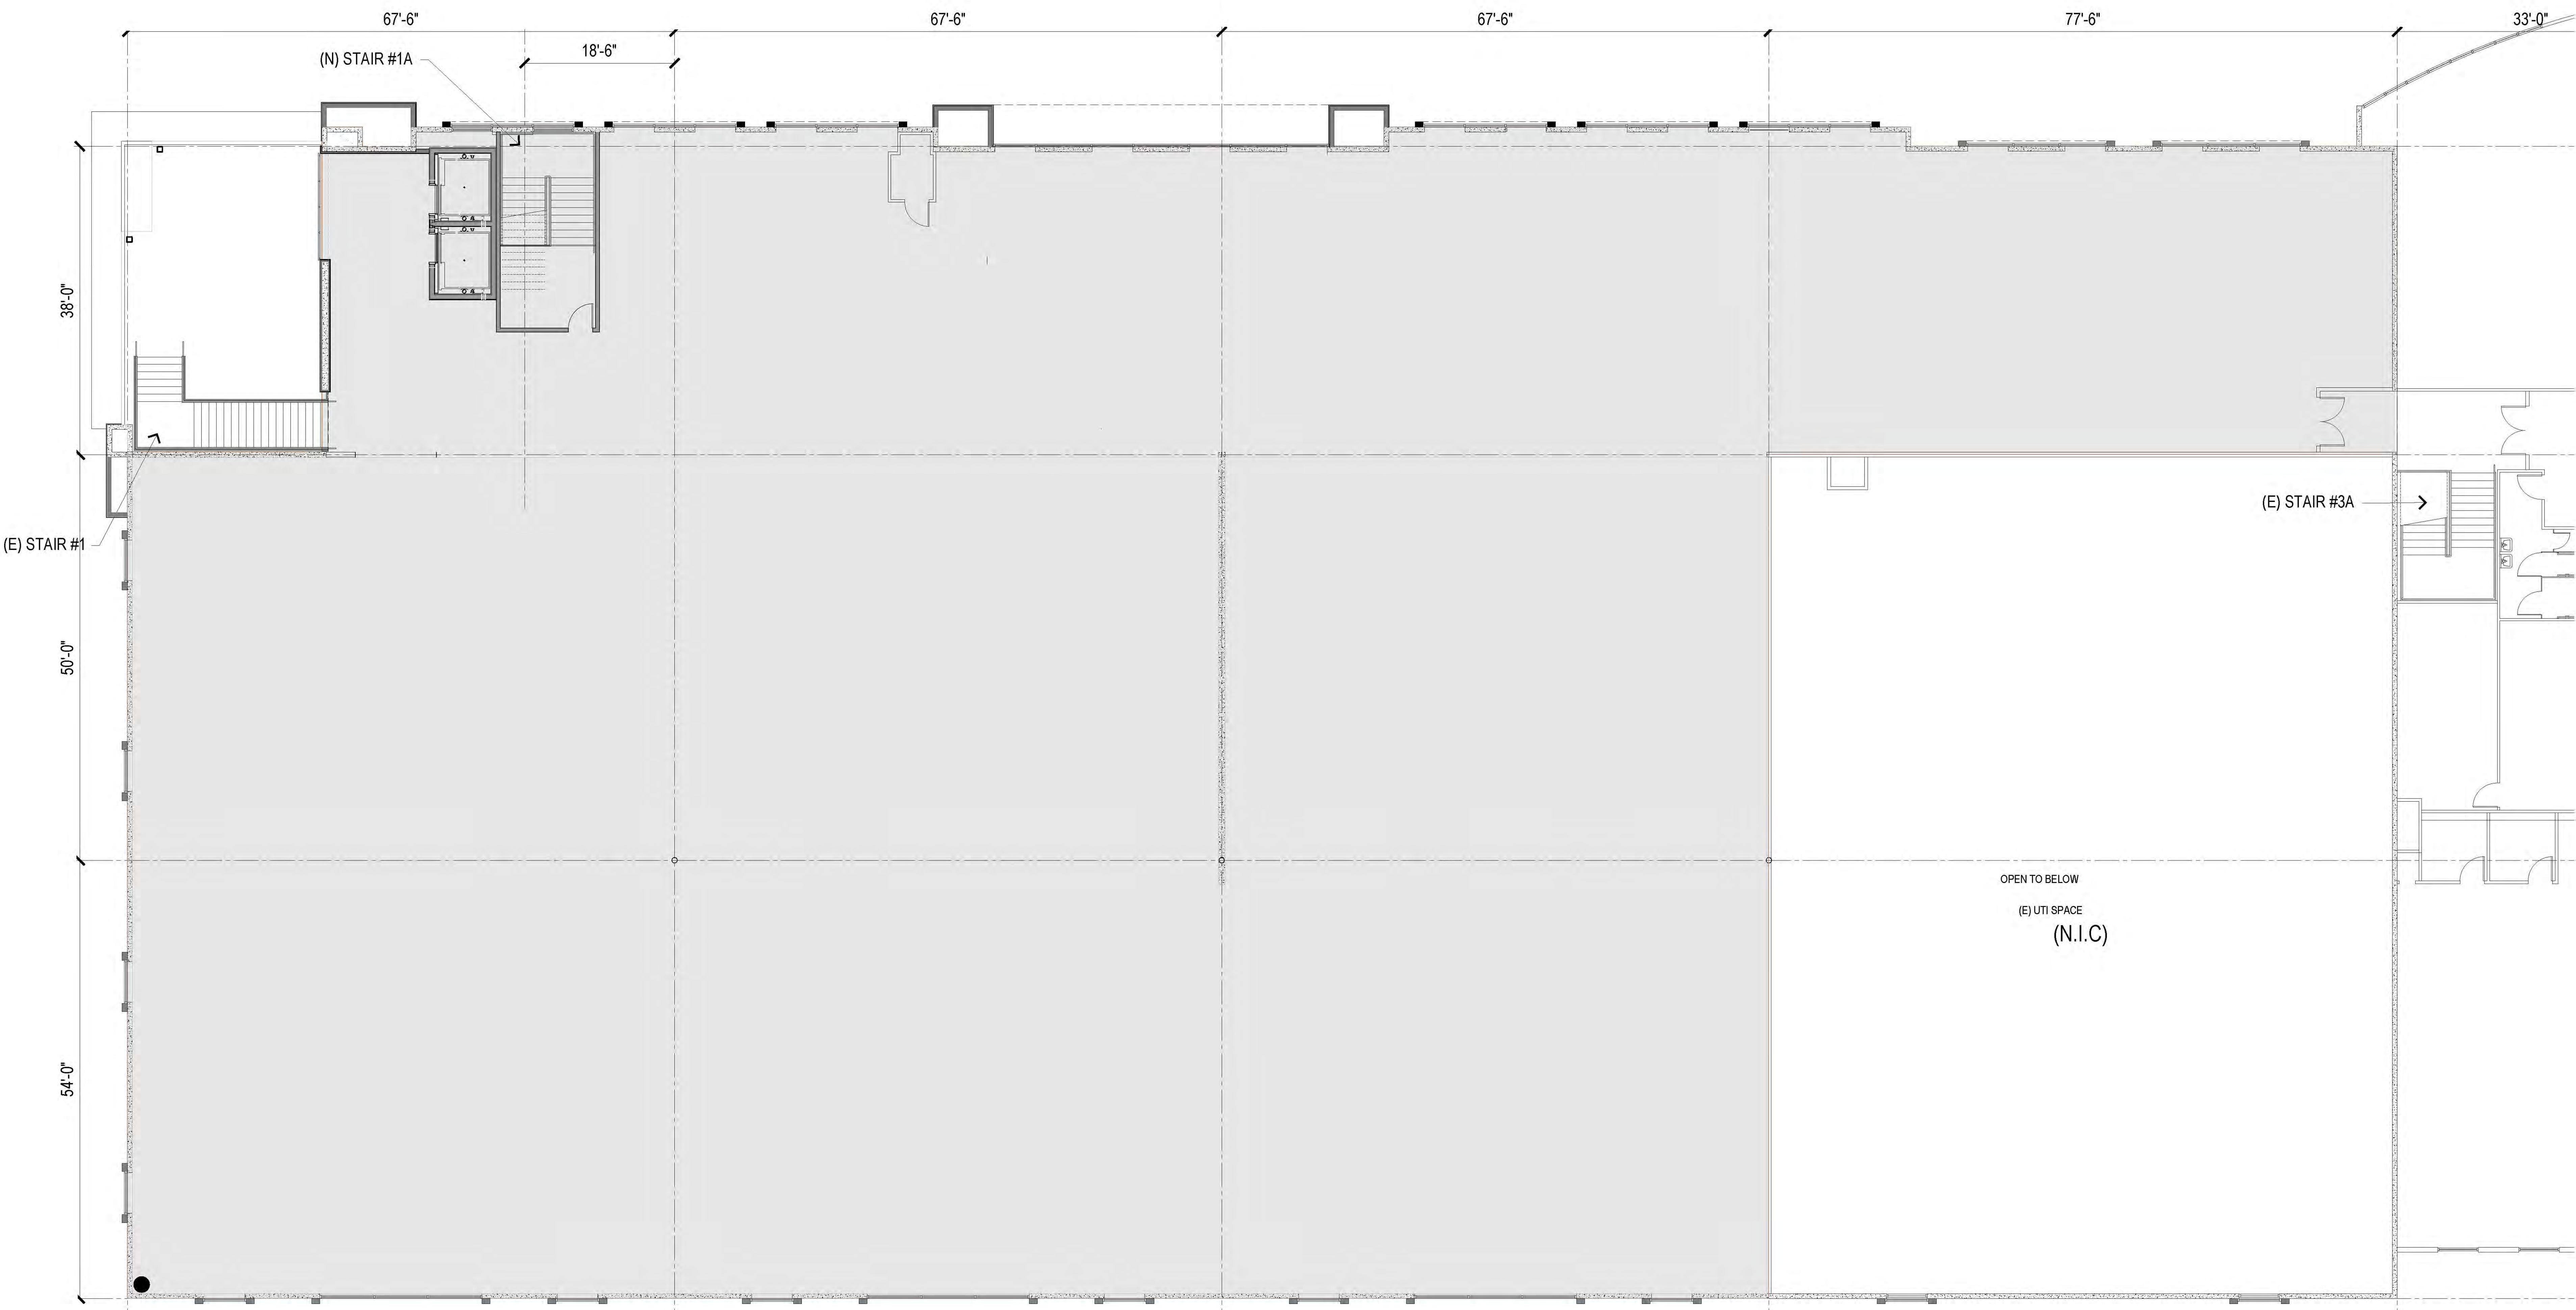 67'-6"
67'-6"
67'-6"
77'-6"
33'-0"
18'-6"
(N) STAIR #1A
38'-0"
(E) STAIR #3A
(E) STAIR #1
50'-0"
OPEN TO BELOW
(E) UTI SPACE
(N.I.C)
54'-0"